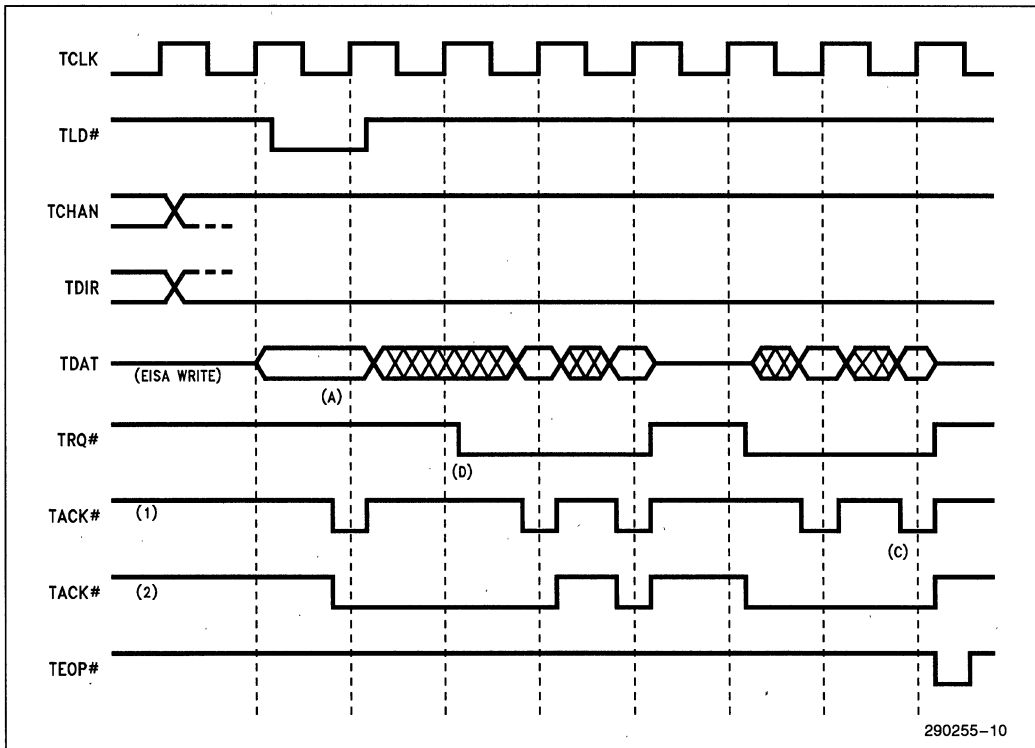 TCLK
TLD#
TCHAN
TDIR
TDAT
(EISA WRITE)
(A)
TRQ#
(D)
TACK# (1)
(C)
TACK# (2)
TEOP#
290255-10